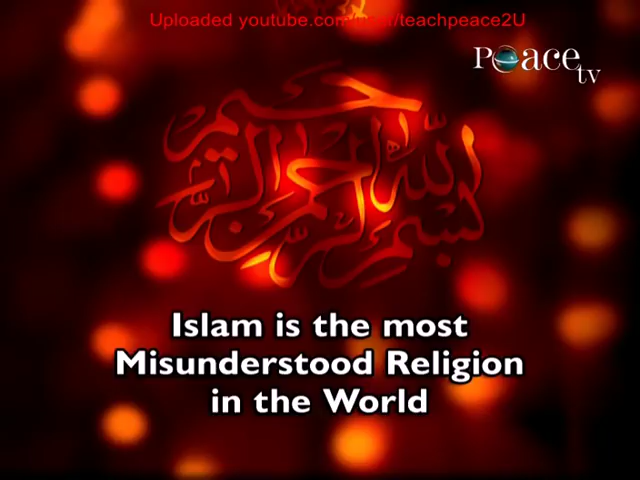 Uploaded youtube.com/user/teachpeace2U
Peace tv
بسم الله الرحمن الرحيم
Islam is the most
Misunderstood Religion
in the World